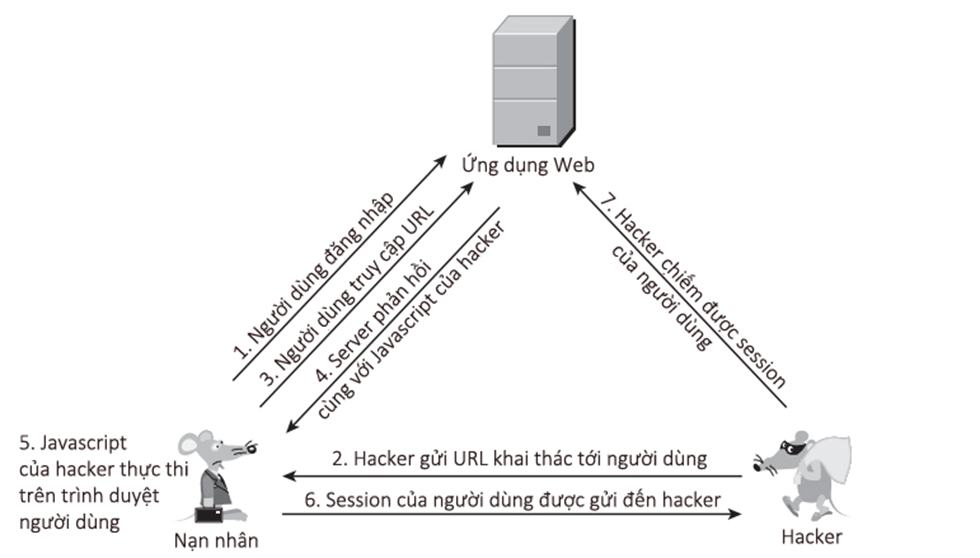 Ứng dụng Web
1. Người dùng đăng nhập
3. Người dùng truy cập URL
4. Server phản hồi
cùng với Javascript của hacker
7. Hacker chiếm được session
của người dùng
5. Javascript
của hacker thực thi
trên trình duyệt
người dùng
2. Hacker gửi URL khai thác tới người dùng
6. Session của người dùng được gửi đến hacker
Nạn nhân
Hacker